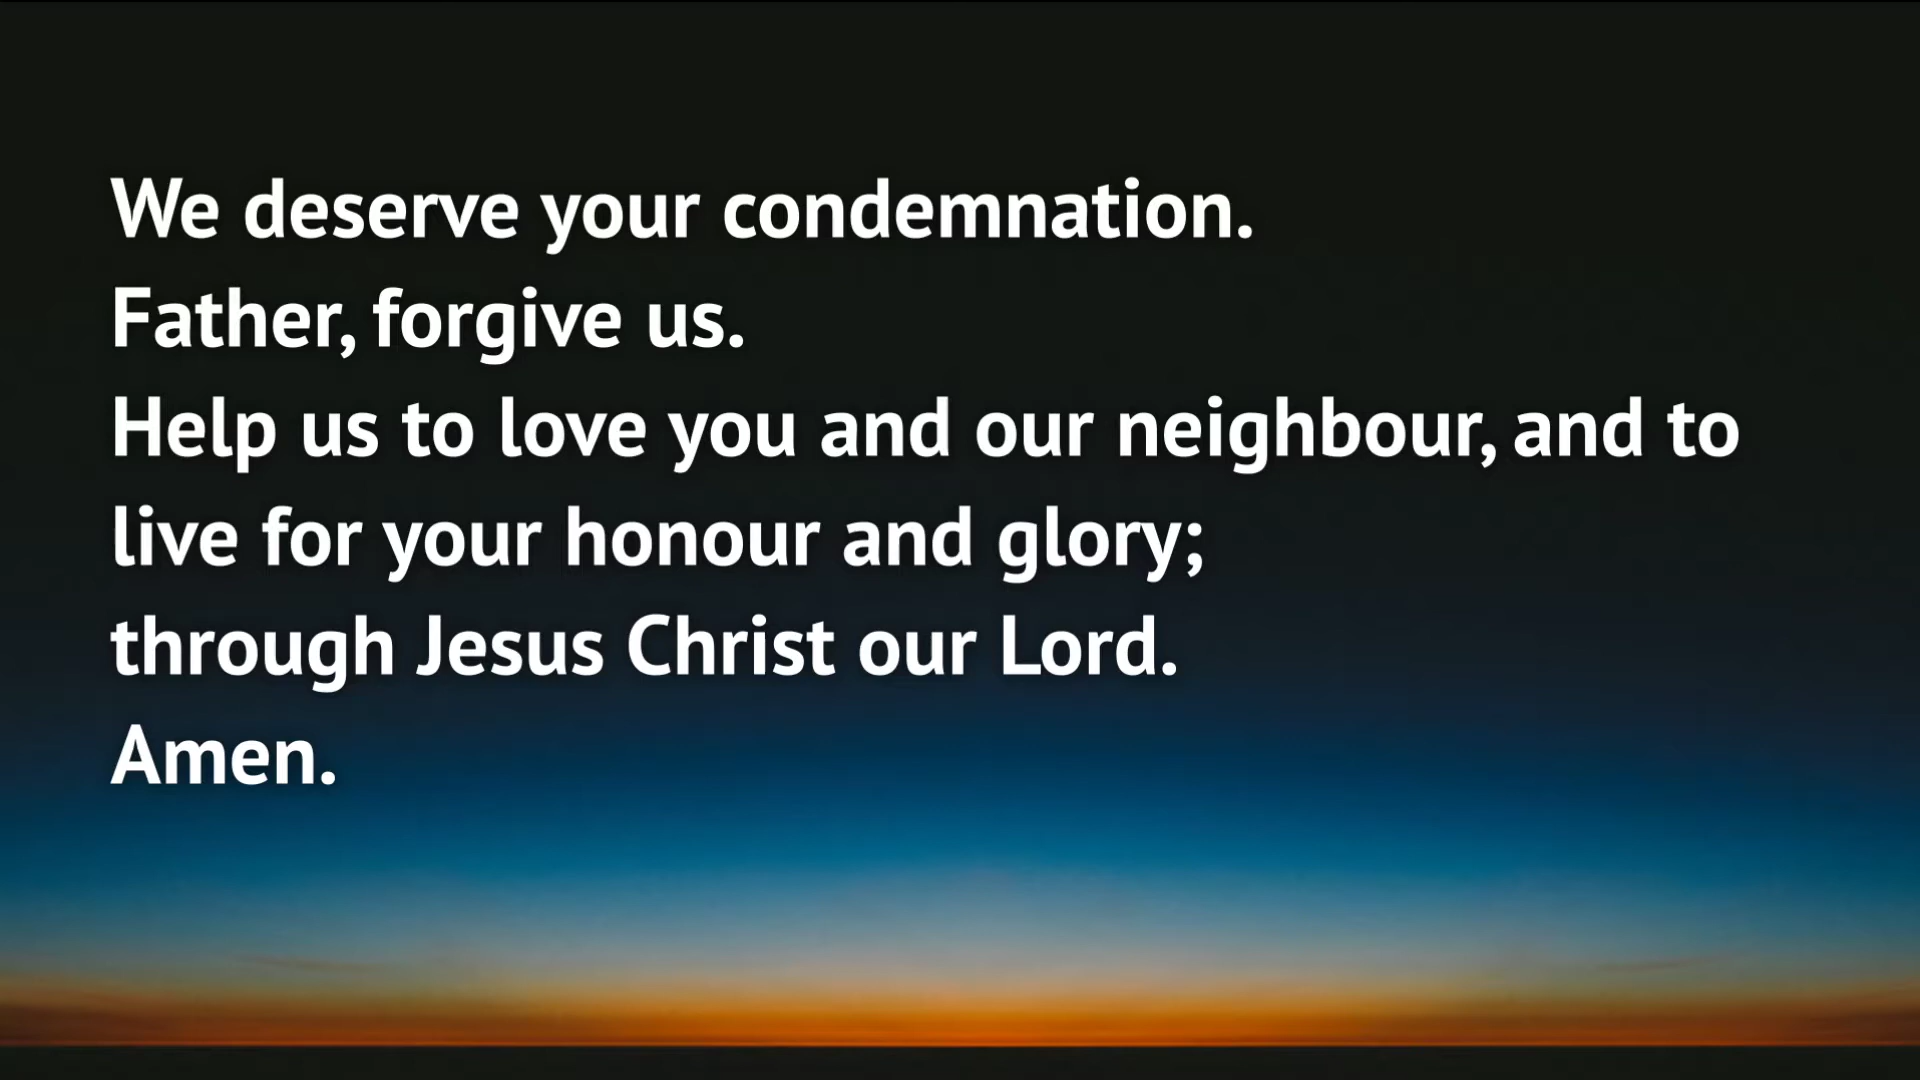 We deserve your condemnation.
Father, forgive us.
Help us to love you and our neighbour, and to
live for your honour and glory;
through Jesus Christ our Lord.
Amen.